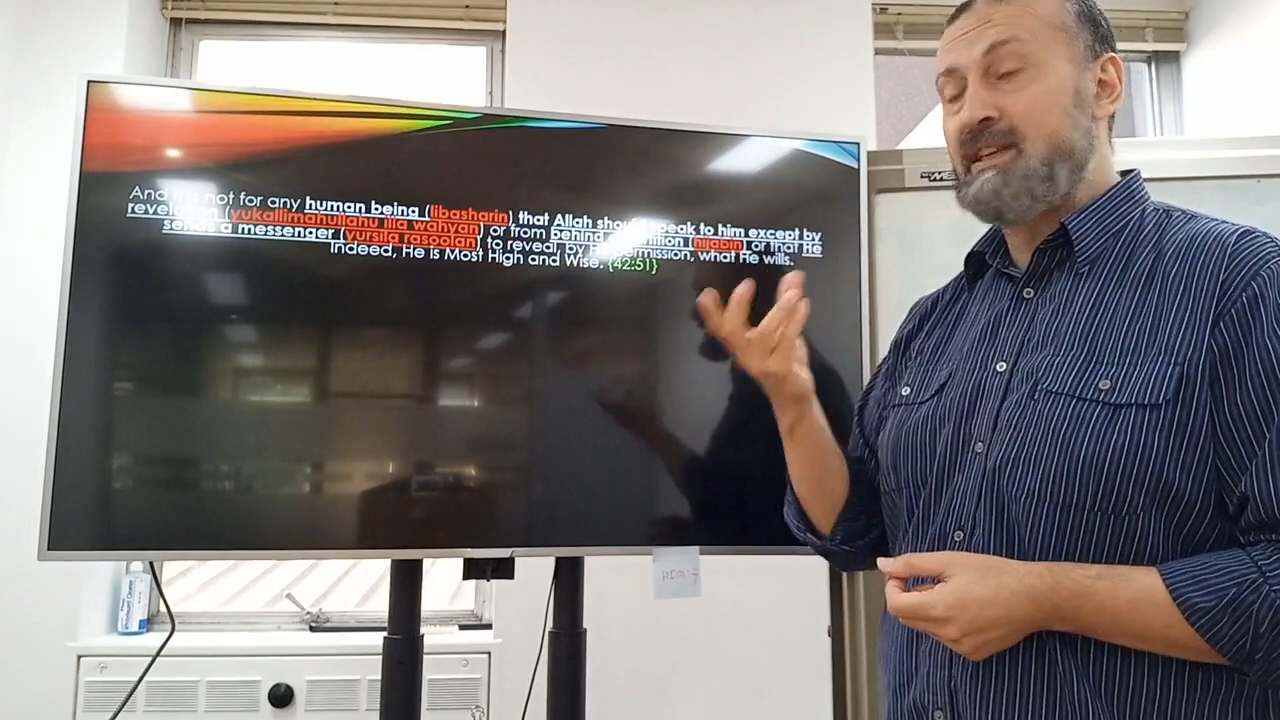 And it is not for any human being (libasharin) that Allah should speak to him except by
revelation (yukallimahullahu illa wahyan) or from behind a partition (hijabin) or that He
sends a messenger (yursila rasoolan), to reveal, by His permission, what He wills.
Indeed, He is Most High and Wise. {42:51}